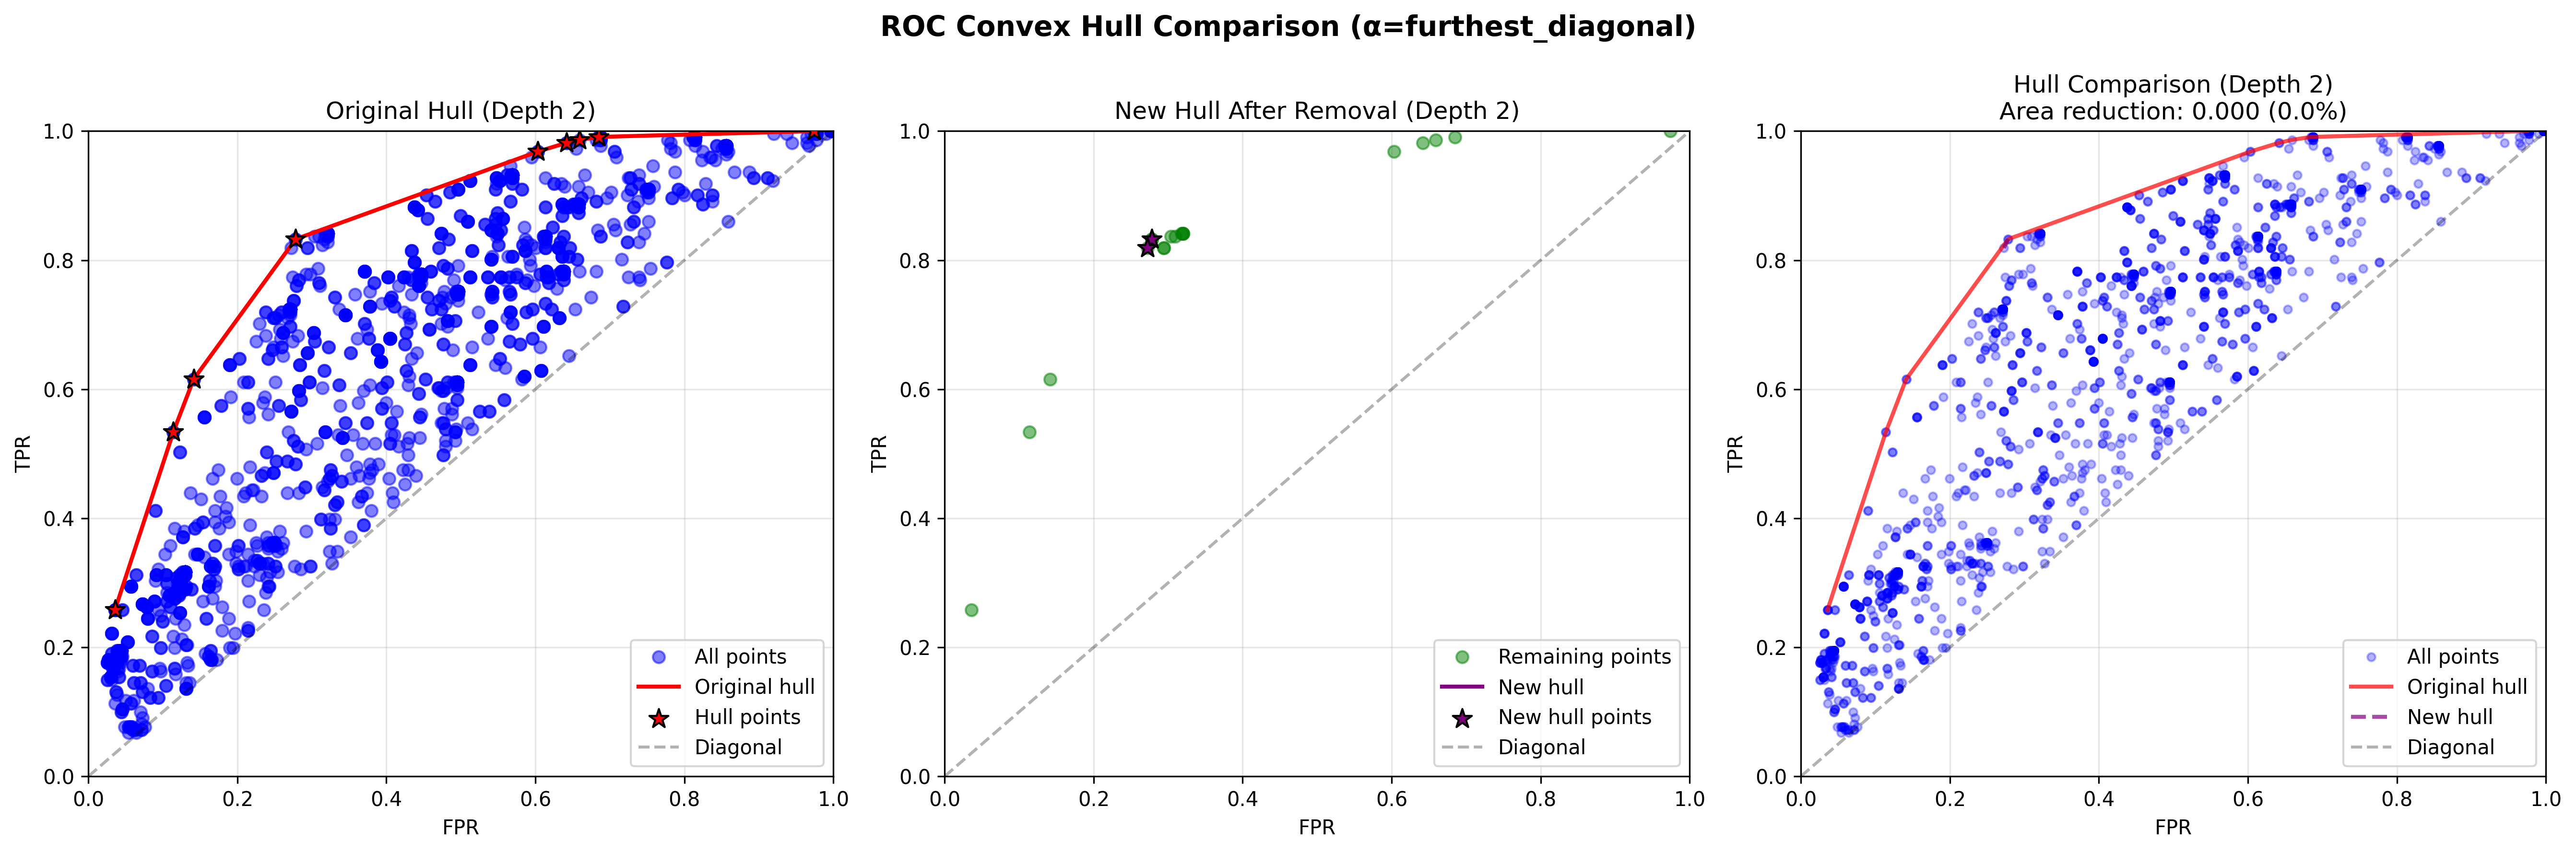 ROC Convex Hull Comparison (α=furthest_diagonal)
Original Hull (Depth 2)
1.0
0.8
0.6
0.4
0.2
0.0
TPR
0.0 0.2 0.4 0.6 0.8 1.0
FPR
All points
Original hull
Hull points
Diagonal
New Hull After Removal (Depth 2)
1.0
0.8
0.6
0.4
0.2
0.0
TPR
0.0 0.2 0.4 0.6 0.8 1.0
FPR
Remaining points
New hull
New hull points
Diagonal
Hull Comparison (Depth 2)
Area reduction: 0.000 (0.0%)
1.0
0.8
0.6
0.4
0.2
0.0
TPR
0.0 0.2 0.4 0.6 0.8 1.0
FPR
All points
Original hull
New hull
Diagonal